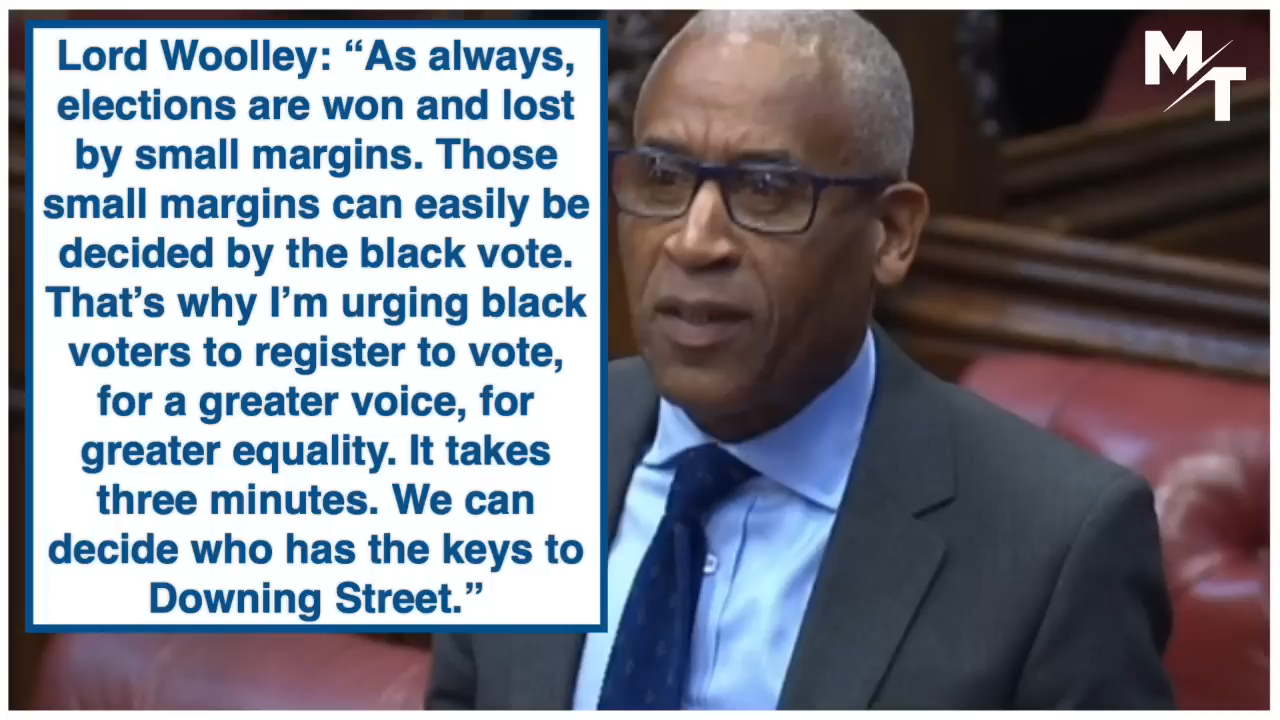 Lord Woolley: “As always,
elections are won and lost
by small margins. Those
small margins can easily be
decided by the black vote.
That’s why I’m urging black
voters to register to vote,
for a greater voice, for
greater equality. It takes
three minutes. We can
decide who has the keys to
Downing Street.”
M/T